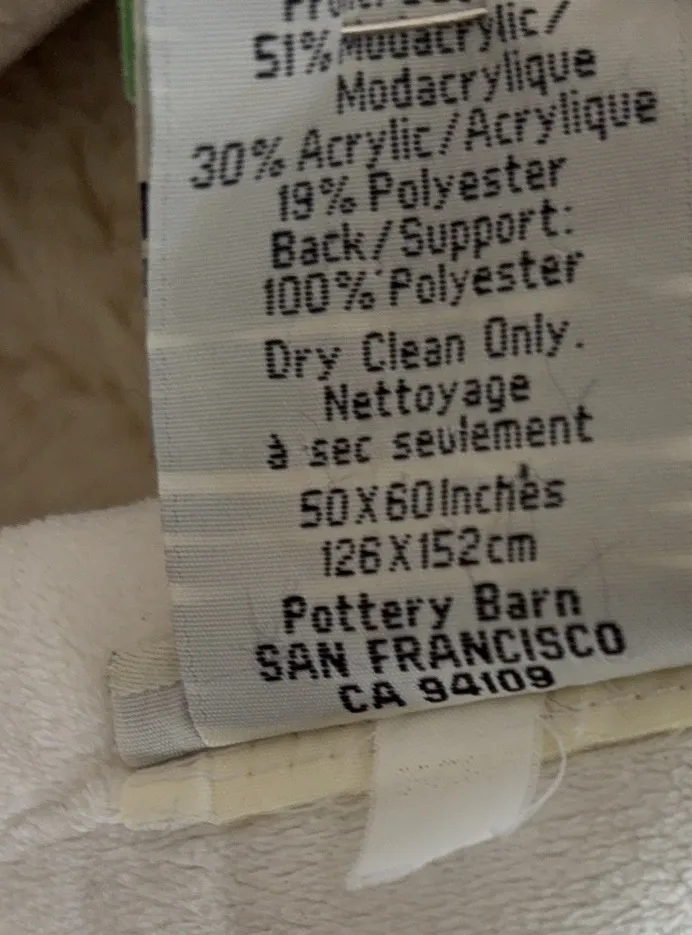 51% Modacrylic/
Modacrylique
30% Acrylic/Acrylique
19% Polyester
Back/Support:
100% Polyester
Dry Clean Only.
Nettoyage
à sec seulement
50X60Inches
126X152cm
Pottery Barn
SAN FRANCISCO
CA 94109